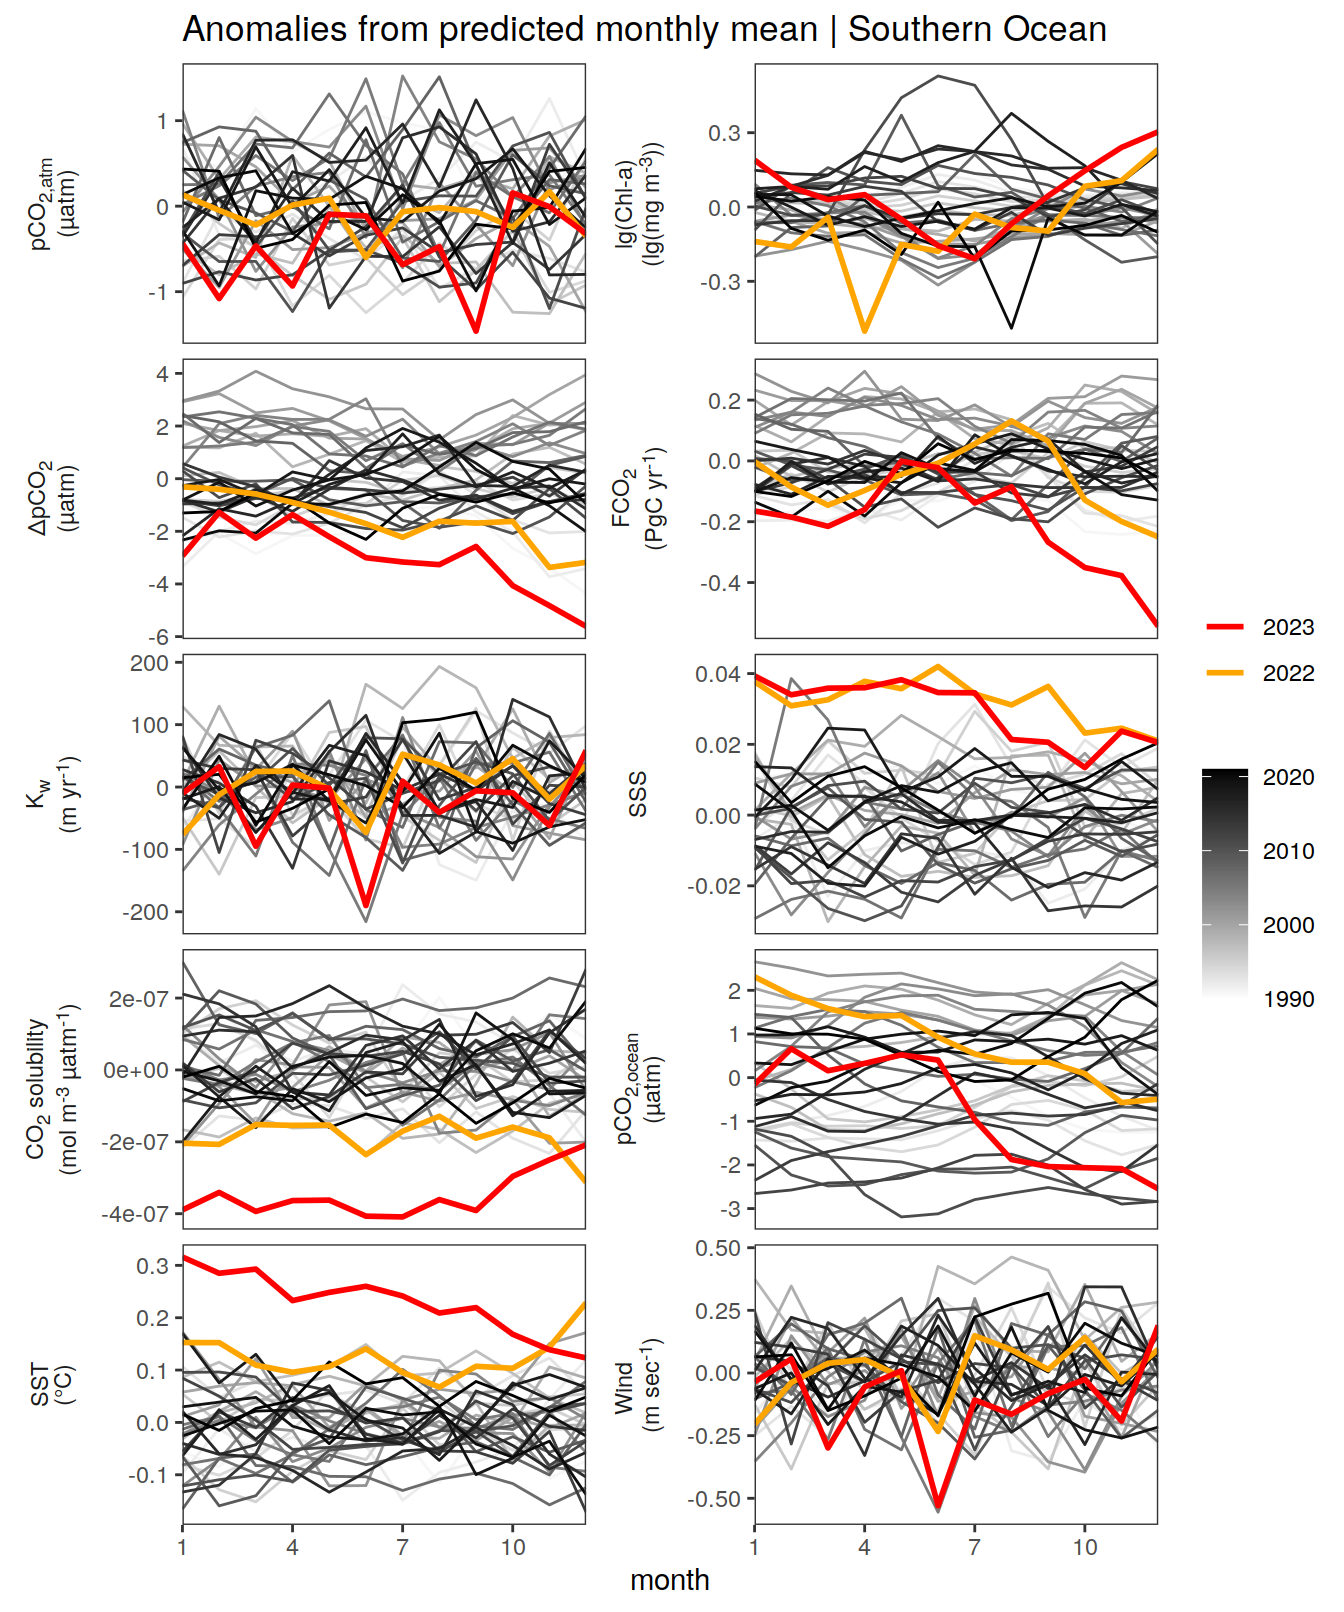 Anomalies from predicted monthly mean | Southern Ocean
pCO2,atm
(µatm)
1
0
-1
lg(Chl-a)
(lg(mg m-3))
0.3
0.0
-0.3
ΔpCO2
(µatm)
4
2
0
-2
-4
-6
FCO2
(PgC yr-1)
0.2
0.0
-0.2
-0.4
Kw
(m yr-1)
200
100
0
-100
-200
SSS
0.04
0.02
0.00
-0.02
CO2 solubility
(mol m-3 µatm-1)
2e-07
0e+00
-2e-07
-4e-07
pCO2,ocean
(µatm)
2
1
0
-1
-2
-3
SST
(°C)
0.3
0.2
0.1
0.0
-0.1
Wind
(m sec-1)
0.50
0.25
0.00
-0.25
-0.50
1 4 7 10
1 4 7 10
month
2023
2022
2020
2010
2000
1990